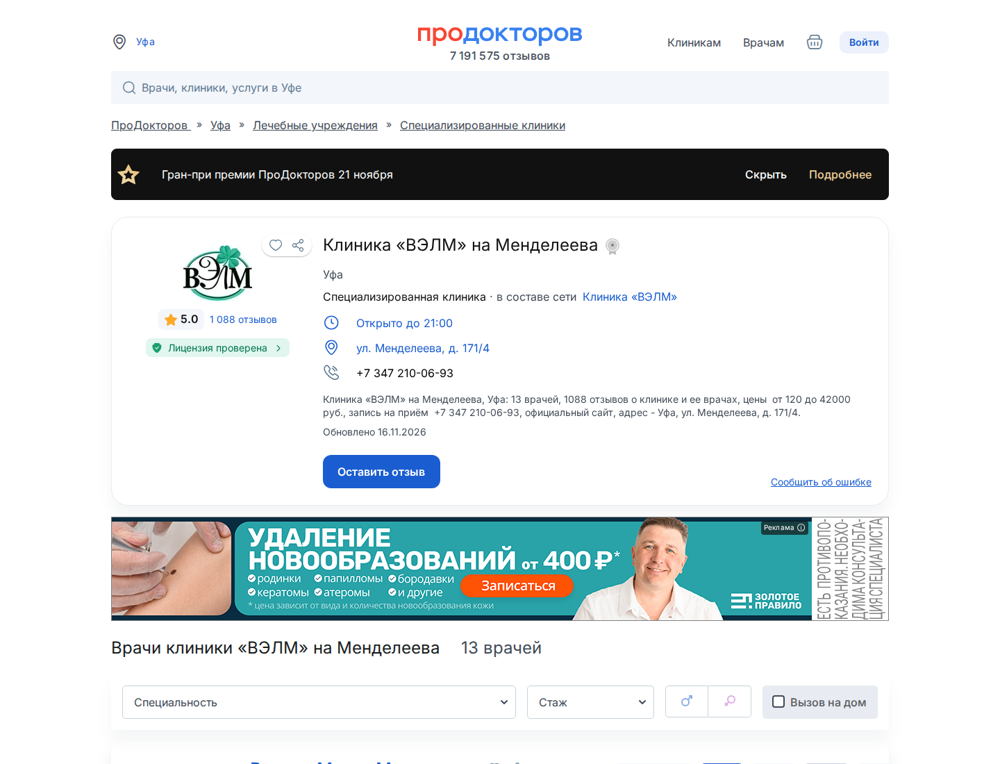 Уфа
продокторов
7 191 575 отзывов
Клиникам
Врачам
Войти
Врачи, клиники, услуги в Уфе
ПроДокторов » Уфа » Лечебные учреждения » Специализированные клиники
Гран-при премии ПроДокторов 21 ноября
Скрыть
Подробнее
ВЭЛМ
5.0 1 088 отзывов
Лицензия проверена
Клиника «ВЭЛМ» на Менделеева
Уфа
Специализированная клиника · в составе сети Клиника «ВЭЛМ»
Открыто до 21:00
ул. Менделеева, д. 171/4
+7 347 210-06-93
Клиника «ВЭЛМ» на Менделеева, Уфа: 13 врачей, 1088 отзывов о клинике и ее врачах, цены от 120 до 42000
руб., запись на приём +7 347 210-06-93, официальный сайт, адрес - Уфа, ул. Менделеева, д. 171/4.
Обновлено 16.11.2026
Оставить отзыв
Сообщить об ошибке
УДАЛЕНИЕ
НОВООБРАЗОВАНИЙ от 400 ₽*
родинки папилломы бородавки
кератомы атеромы и другие
Записаться
* цена зависит от вида и количества новообразования кожи
Реклама
ЗОЛОТОЕ
ПРАВИЛО
ЕСТЬ ПРОТИВОПО-
КАЗАНИЯ.НЕОБХО-
ДИМА КОНСУЛЬТА-
ЦИЯ СПЕЦИАЛИСТА
Врачи клиники «ВЭЛМ» на Менделеева 13 врачей
Специальность
Стаж
Вызов на дом